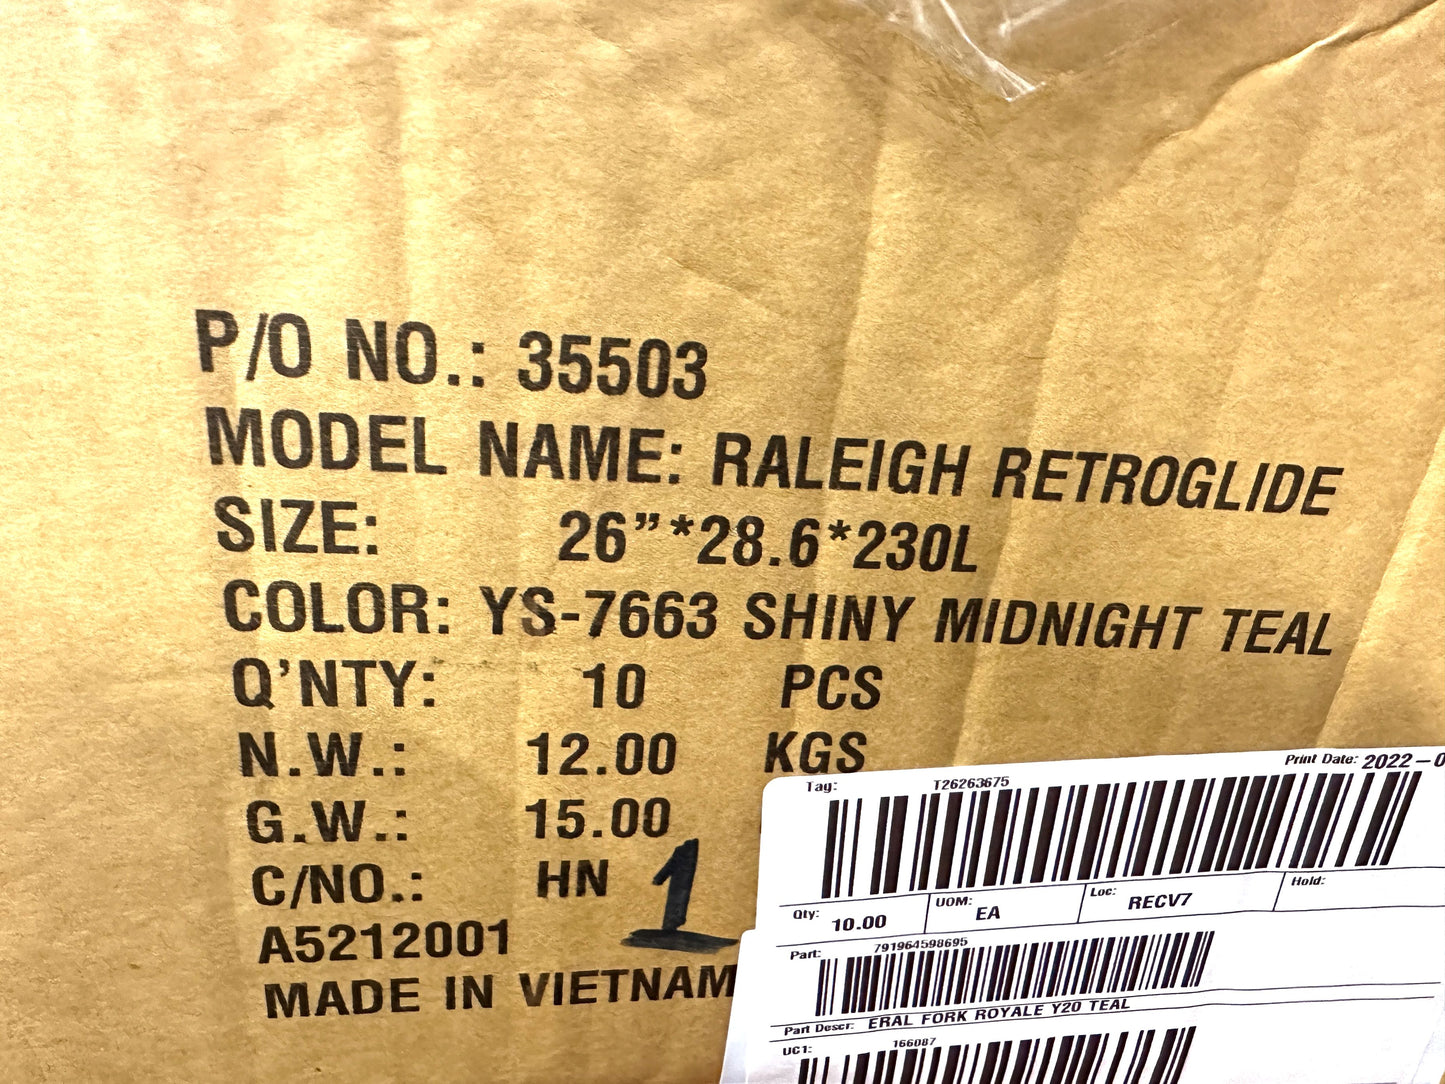 P/O NO.: 35503
MODEL NAME: RALEIGH RETROGLIDE
SIZE: 26”*28.6*230L
COLOR: YS-7663 SHINY MIDNIGHT TEAL
Q'NTY: 10 PCS
N.W.: 12.00 KGS
G.W.: 15.00
C/NO.: HN 1
A5212001
MADE IN VIETNAM
Print Date: 2022-0
Tag: T26263675
Qty: 10.00 UOM: EA Loc: RECV7 Hold:
Part: 791964598695
Part Descr: ERAL FORK ROYALE Y20 TEAL
UC1: 166087